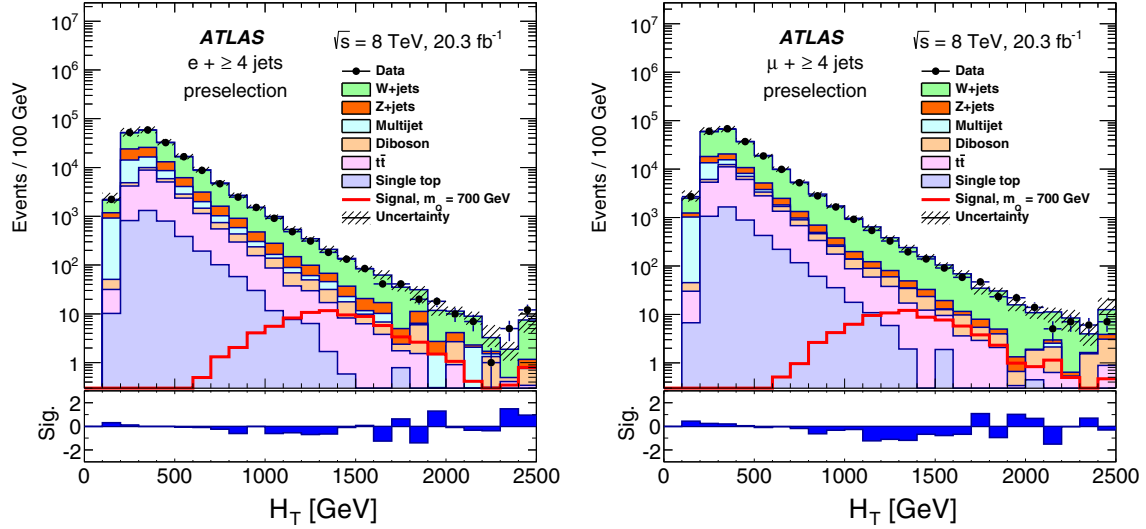 Events / 100 GeV
10⁷
10⁶
10⁵
10⁴
10³
10²
10
1
ATLAS
e + ≥ 4 jets
preselection
√s = 8 TeV, 20.3 fb⁻¹
Data
W+jets
Z+jets
Multijet
Diboson
tt̄
Single top
Signal, m_Q = 700 GeV
Uncertainty
Sig.
2
0
-2
0 500 1000 1500 2000 2500
H_T [GeV]
Events / 100 GeV
10⁷
10⁶
10⁵
10⁴
10³
10²
10
1
ATLAS
μ + ≥ 4 jets
preselection
√s = 8 TeV, 20.3 fb⁻¹
Data
W+jets
Z+jets
Multijet
Diboson
tt̄
Single top
Signal, m_Q = 700 GeV
Uncertainty
Sig.
2
0
-2
0 500 1000 1500 2000 2500
H_T [GeV]